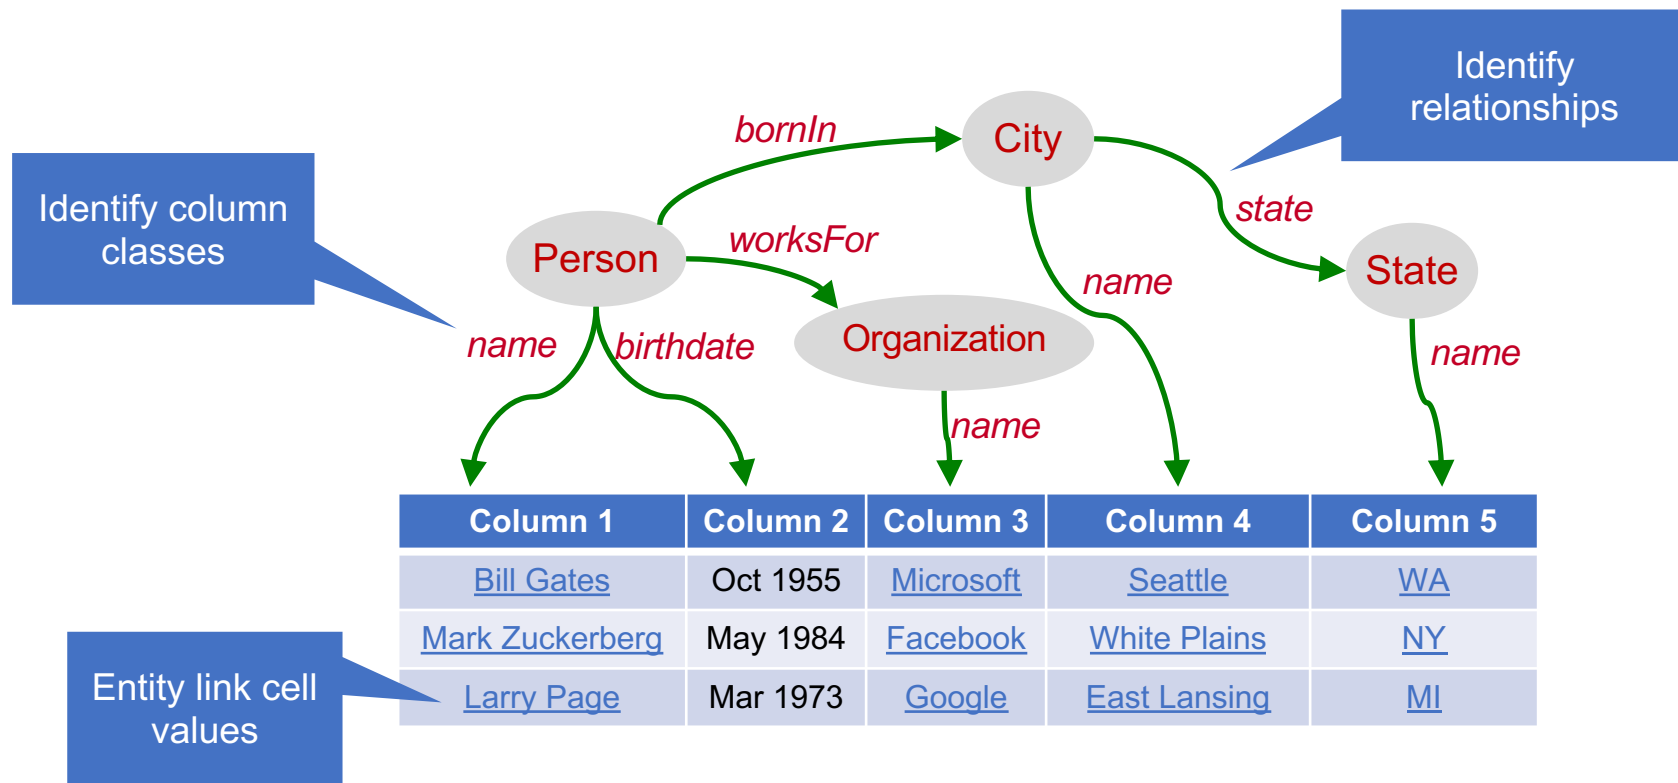 Identify
relationships
bornIn
City
Identify column
classes
worksFor
state
Person
State
name
Organization
name
birthdate
name
name
Column 1 Column 2 Column 3 Column 4 Column 5
Bill Gates Oct 1955 Microsoft Seattle WA
Mark Zuckerberg May 1984 Facebook White Plains NY
Larry Page Mar 1973 Google East Lansing MI
Entity link cell
values